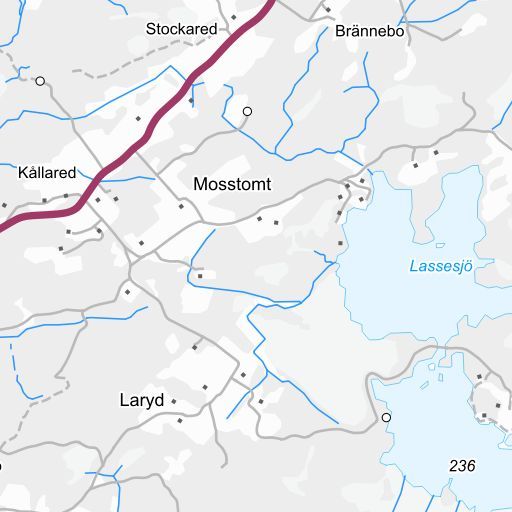 Stockared
Brännebo
Kållared
Mosstomt
Lassesjö
Laryd
236